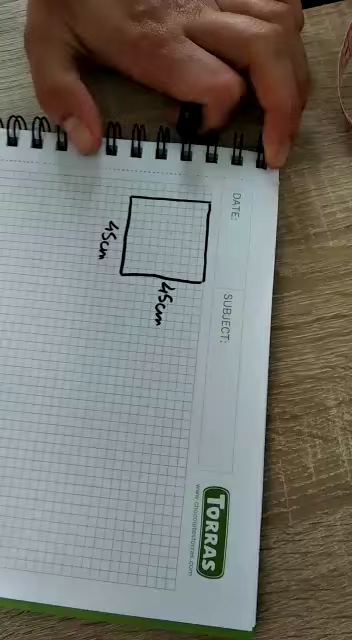 DATE:
SUBJECT:
45cm
45cm
TORRAS